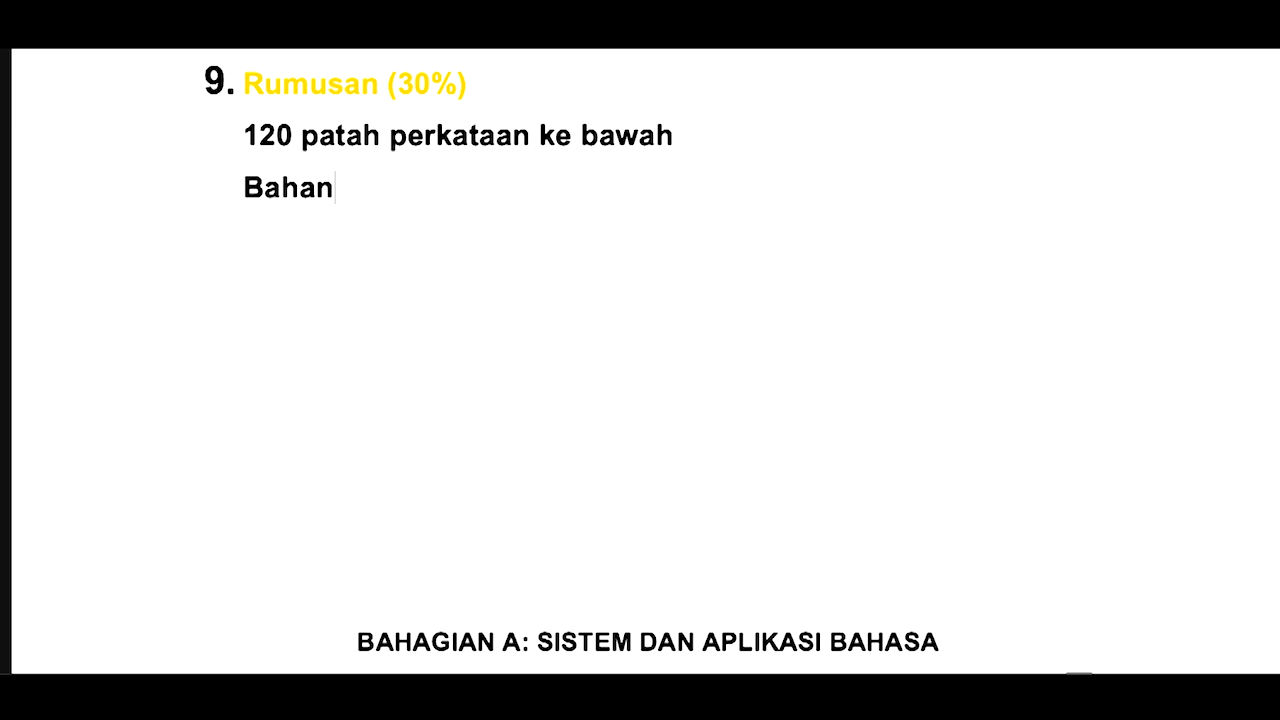 9. Rumusan (30%)
120 patah perkataan ke bawah
Bahan
BAHAGIAN A: SISTEM DAN APLIKASI BAHASA